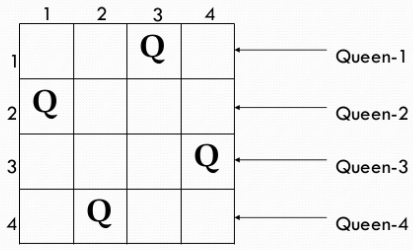 1 2 3 4
1 Q Queen-1
2 Q Queen-2
3 Q Queen-3
4 Q Queen-4